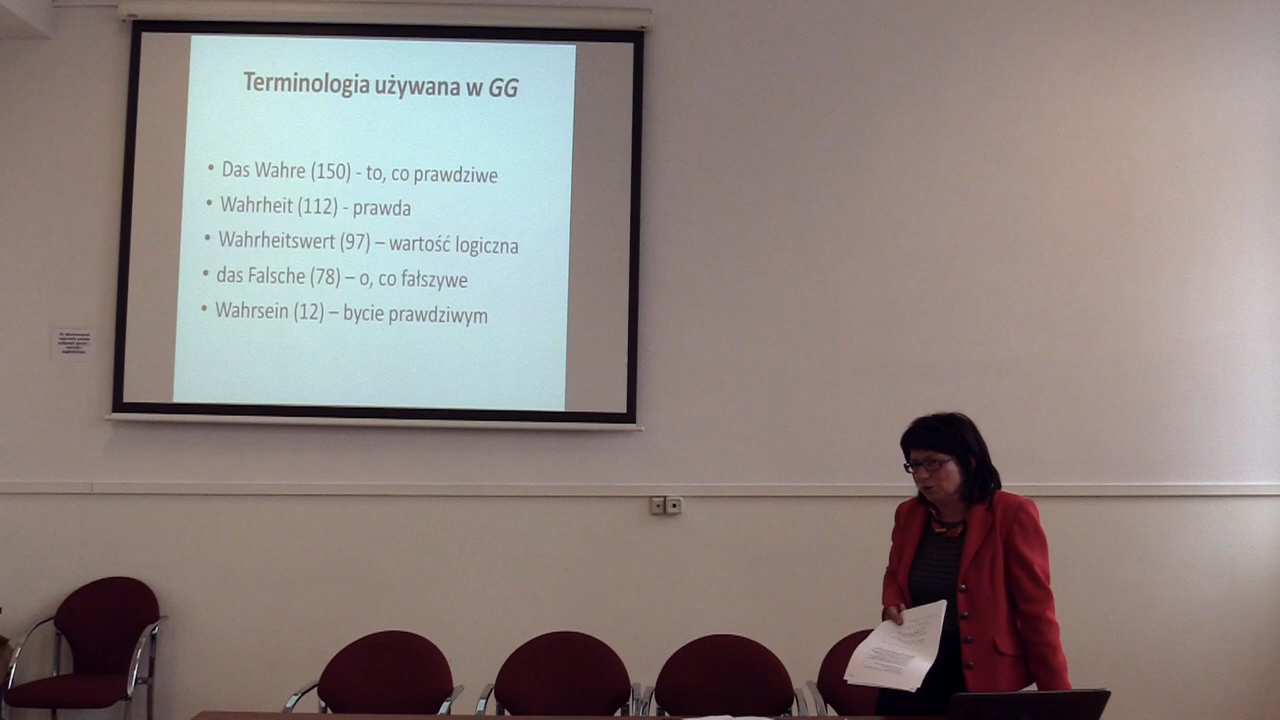 Terminologia używana w GG
• Das Wahre (150) - to, co prawdziwe
• Wahrheit (112) - prawda
• Wahrheitswert (97) – wartość logiczna
• das Falsche (78) – o, co fałszywe
• Wahrsein (12) – bycie prawdziwym